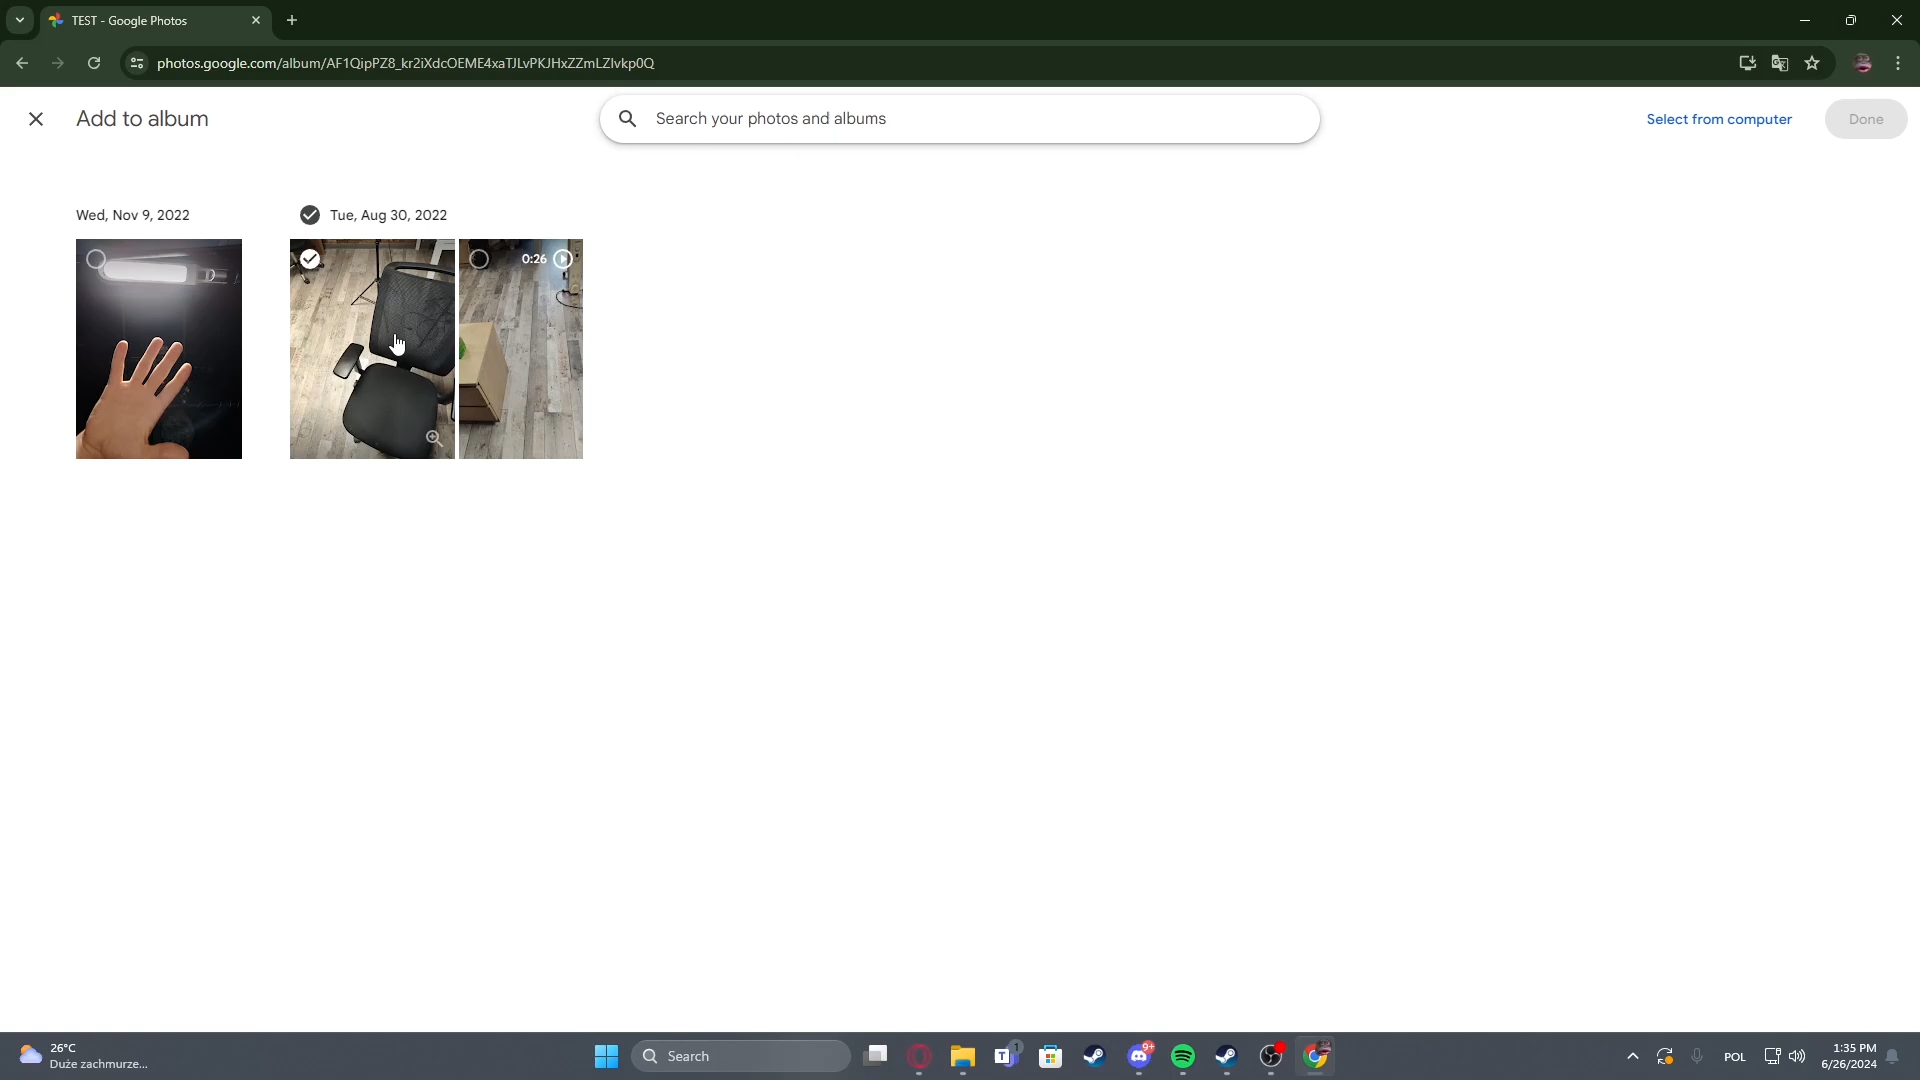 TEST - Google Photos
photos.google.com/album/AF1QipPZ8_kr2iXdcOEME4xaTJLvPKJHxZZmLZIvkp0Q
Add to album
Search your photos and albums
Select from computer
Done
Wed, Nov 9, 2022
Tue, Aug 30, 2022
0:26
26°C
Duże zachmurze...
Search
1
9+
POL
1:35 PM
6/26/2024